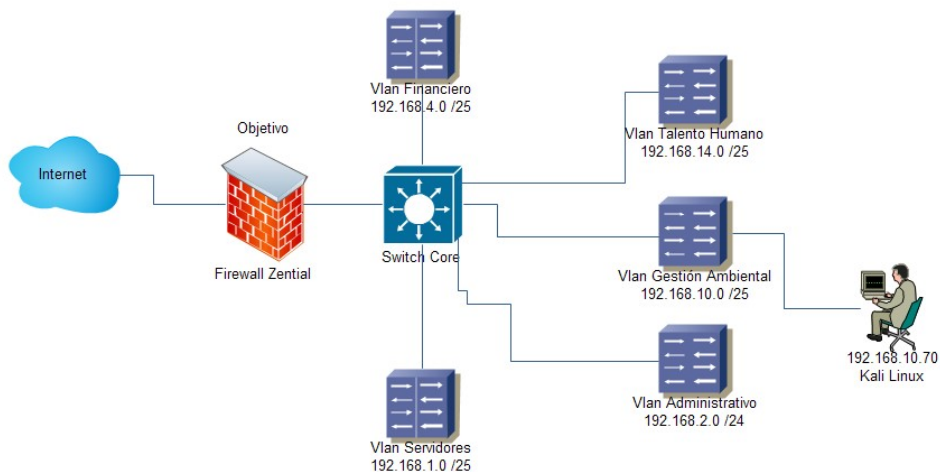 Vlan Financiero
192.168.4.0 /25
Objetivo
Vlan Talento Humano
192.168.14.0 /25
Internet
Switch Core
Firewall Zential
Vlan Gestión Ambiental
192.168.10.0 /25
192.168.10.70
Kali Linux
Vlan Administrativo
192.168.2.0 /24
Vlan Servidores
192.168.1.0 /25